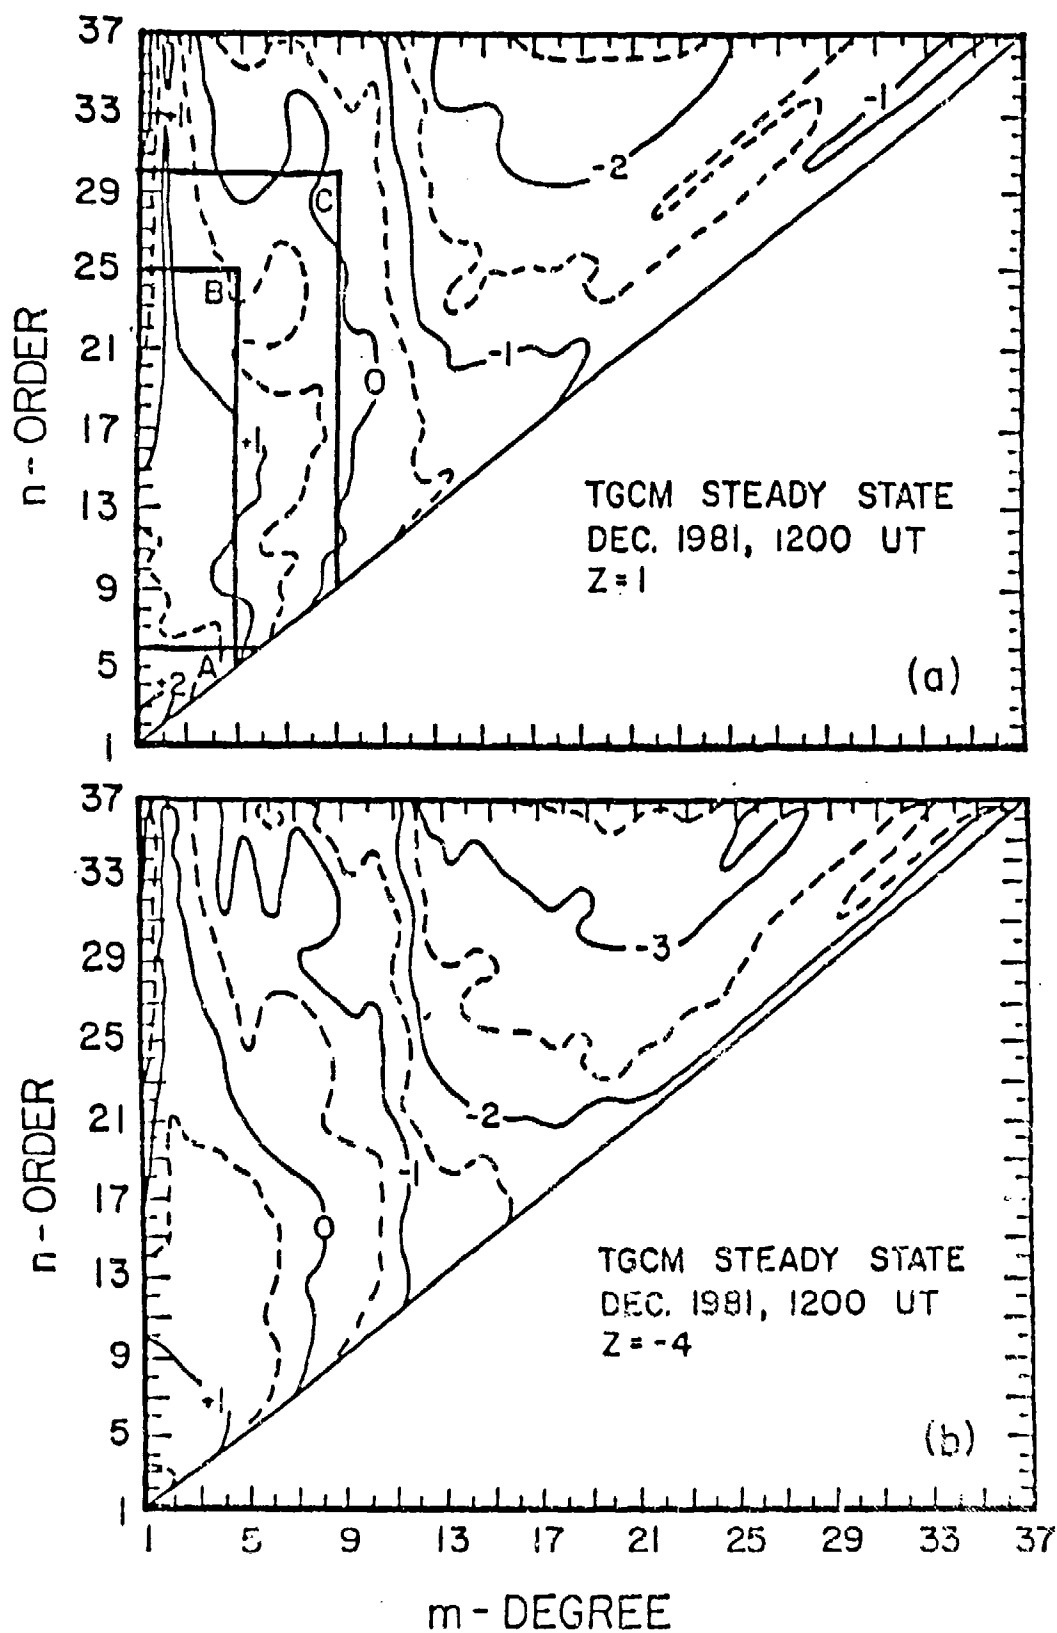 37
33
29
25
21
17
13
9
5
1
n-ORDER
+1
C
B
-2
-1
-1
0
+1
A
+2
TGCM STEADY STATE
DEC. 1981, 1200 UT
Z=1
(a)
37
33
29
25
21
17
13
9
5
1
n-ORDER
-3
-2
-1
0
+1
TGCM STEADY STATE
DEC. 1981, 1200 UT
Z=-4
(b)
1 5 9 13 17 21 25 29 33 37
m-DEGREE